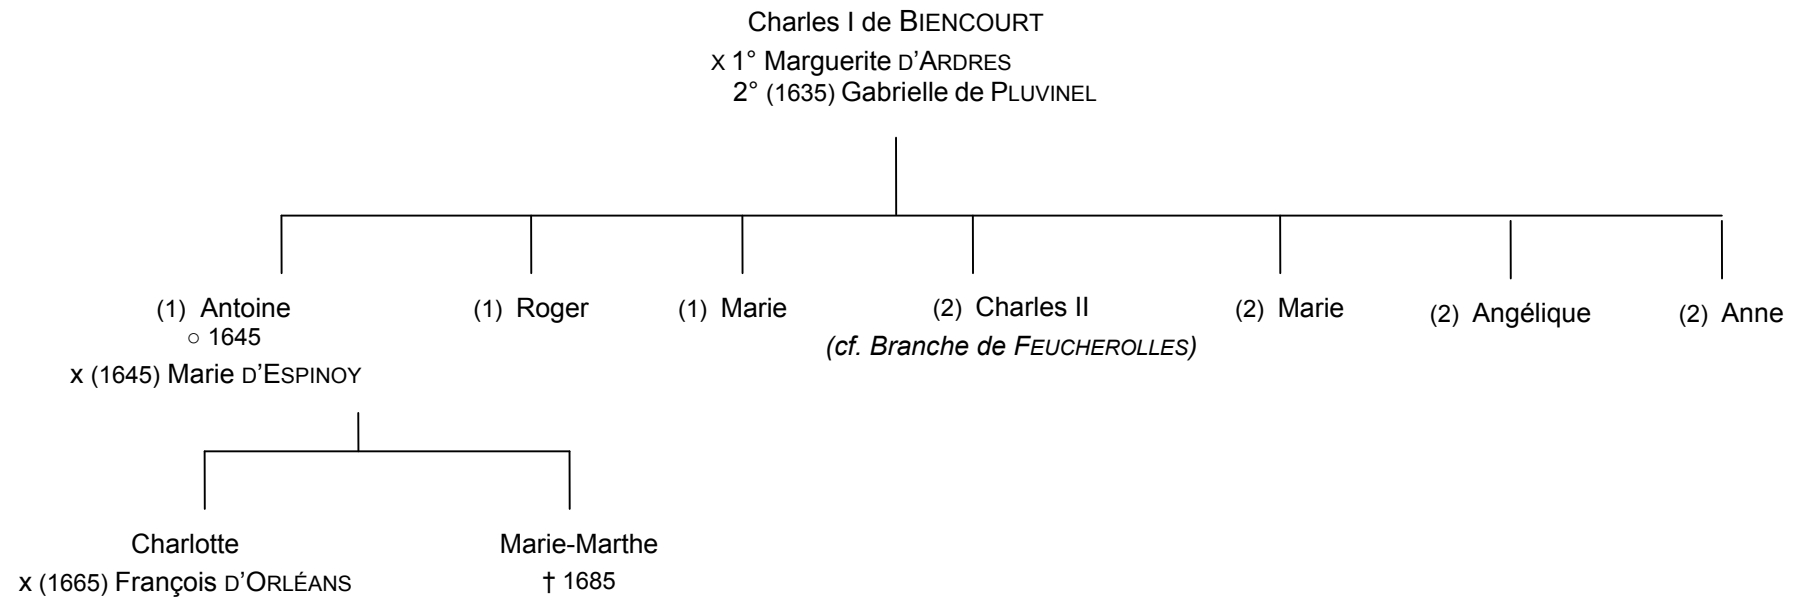 Charles I de BIENCOURT
x 1° Marguerite D'ARDRES
2° (1635) Gabrielle de PLUVINEL
(1) Antoine
○ 1645
x (1645) Marie D'ESPINOY
(1) Roger
(1) Marie
(2) Charles II
(cf. Branche de FEUCHEROLLES)
(2) Marie
(2) Angélique
(2) Anne
Charlotte
x (1665) François D'ORLÉANS
Marie-Marthe
† 1685